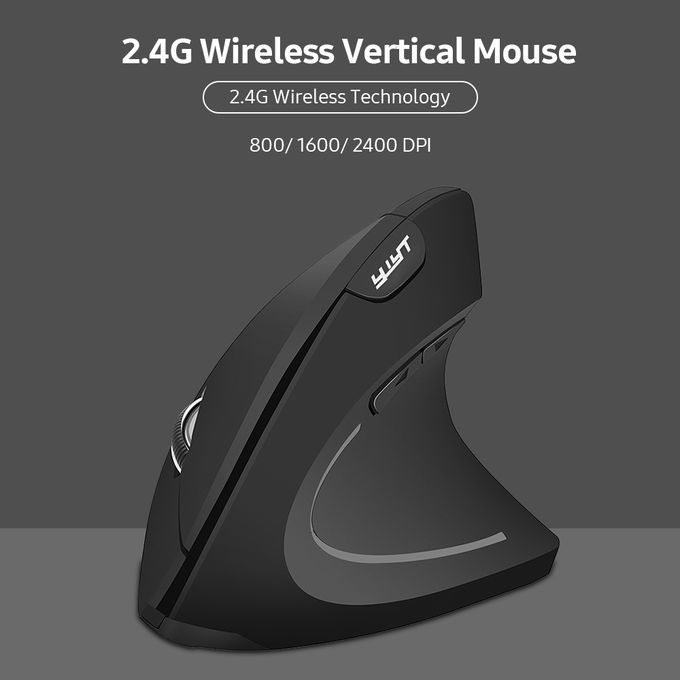 2.4G Wireless Vertical Mouse
2.4G Wireless Technology
800/ 1600/ 2400 DPI